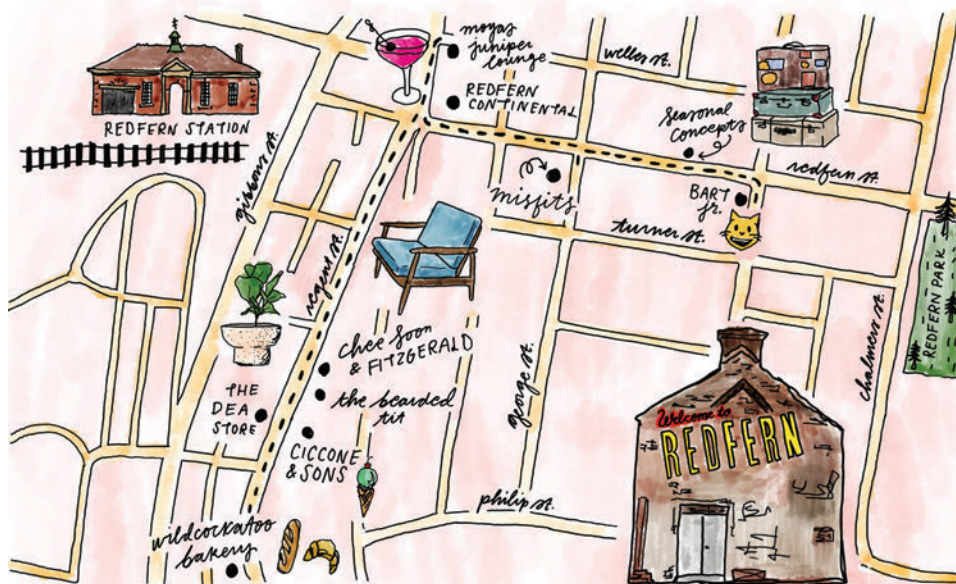 moyas
juniper
lounge
REDFERN
CONTINENTAL
welles st.
Seasonal
Concepts
REDFERN STATION
gibbons st.
misfits
redfern st.
BART
jr.
turner st.
regent st.
chee soon
& FITZGERALD
THE
DEA
STORE
the bearded
tit
CICCONE
& SONS
george st.
chalmers st.
REDFERN PARK
Welcome to
REDFERN
philip st.
wildcockatoo
bakery